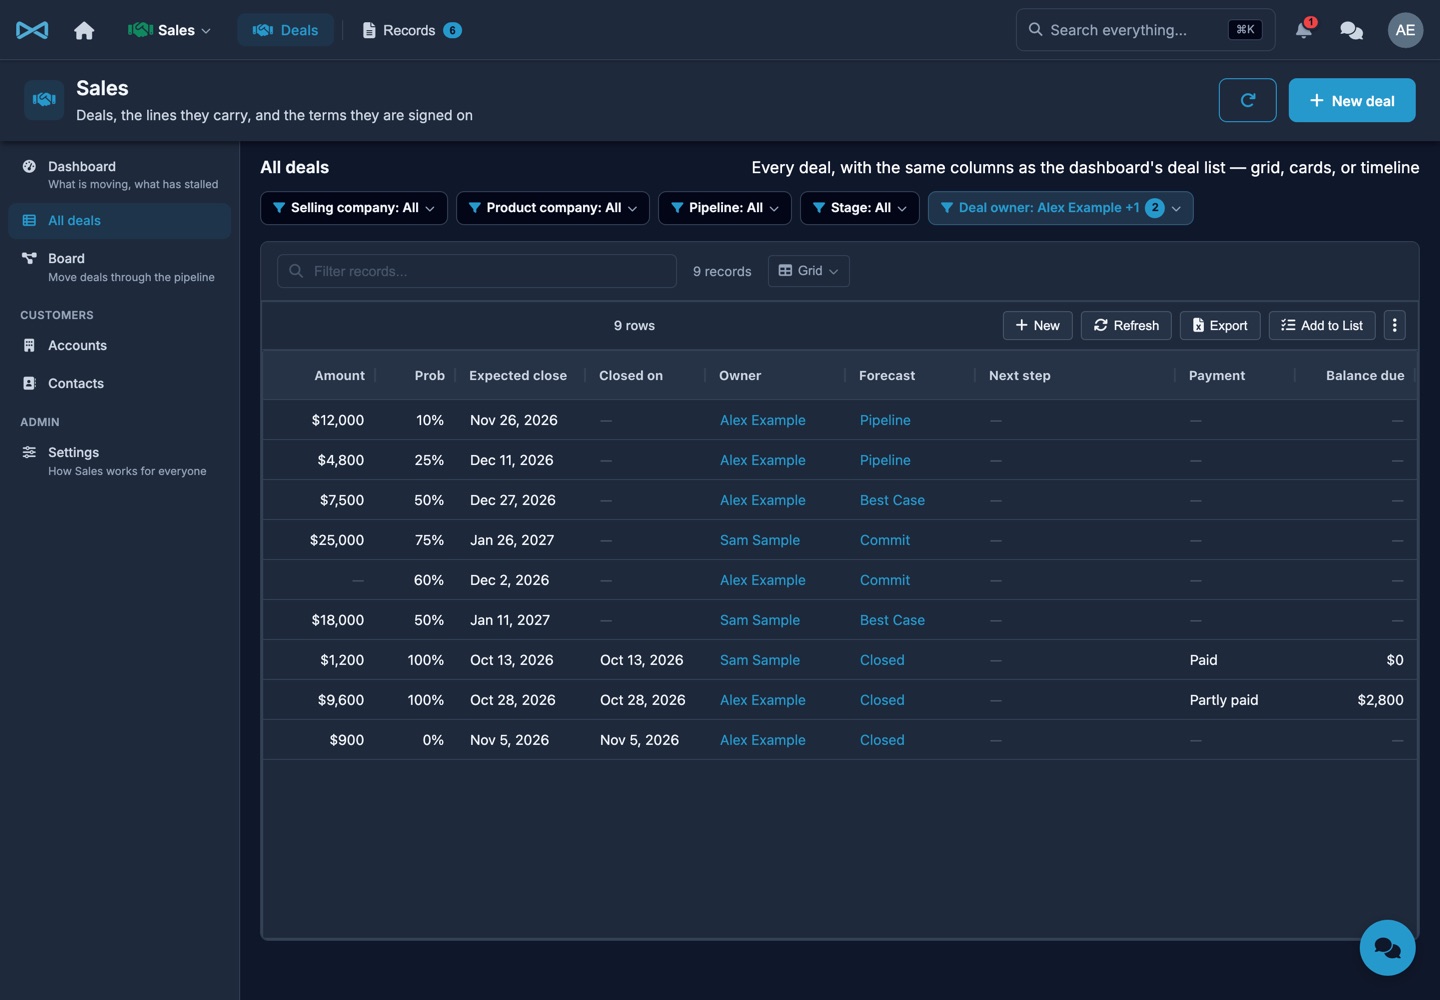 Sales
Deals
Records 6
Search everything... ⌘K
1
AE
Sales
Deals, the lines they carry, and the terms they are signed on
New deal
Dashboard
What is moving, what has stalled
All deals
Board
Move deals through the pipeline
CUSTOMERS
Accounts
Contacts
ADMIN
Settings
How Sales works for everyone
All deals
Every deal, with the same columns as the dashboard's deal list — grid, cards, or timeline
Selling company: All
Product company: All
Pipeline: All
Stage: All
Deal owner: Alex Example +1 2
Filter records...
9 records
Grid
9 rows
New
Refresh
Export
Add to List
Amount Prob Expected close Closed on Owner Forecast Next step Payment Balance due
$12,000 10% Nov 26, 2026 — Alex Example Pipeline — — —
$4,800 25% Dec 11, 2026 — Alex Example Pipeline — — —
$7,500 50% Dec 27, 2026 — Alex Example Best Case — — —
$25,000 75% Jan 26, 2027 — Sam Sample Commit — — —
— 60% Dec 2, 2026 — Alex Example Commit — — —
$18,000 50% Jan 11, 2027 — Sam Sample Best Case — — —
$1,200 100% Oct 13, 2026 Oct 13, 2026 Sam Sample Closed — Paid $0
$9,600 100% Oct 28, 2026 Oct 28, 2026 Alex Example Closed — Partly paid $2,800
$900 0% Nov 5, 2026 Nov 5, 2026 Alex Example Closed — — —